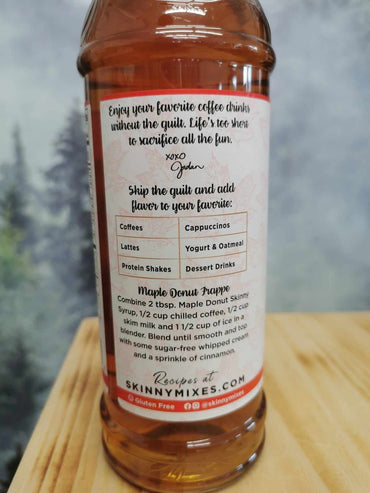 Enjoy your favorite coffee drinks
without the guilt. Life's too short
to sacrifice all the fun.
xoxo
Jordan
Skip the guilt and add
flavor to your favorite:
Coffees
Cappuccinos
Lattes
Yogurt & Oatmeal
Protein Shakes
Dessert Drinks
Maple Donut Frappe
Combine 2 tbsp. Maple Donut Skinny
Syrup, 1/2 cup chilled coffee, 1/2 cup
skim milk and 1 1/2 cup of ice in a
blender. Blend until smooth and top
with some sugar-free whipped cream
and a sprinkle of cinnamon.
Recipes at
SKINNYMIXES.COM
Gluten Free
@skinnymixes